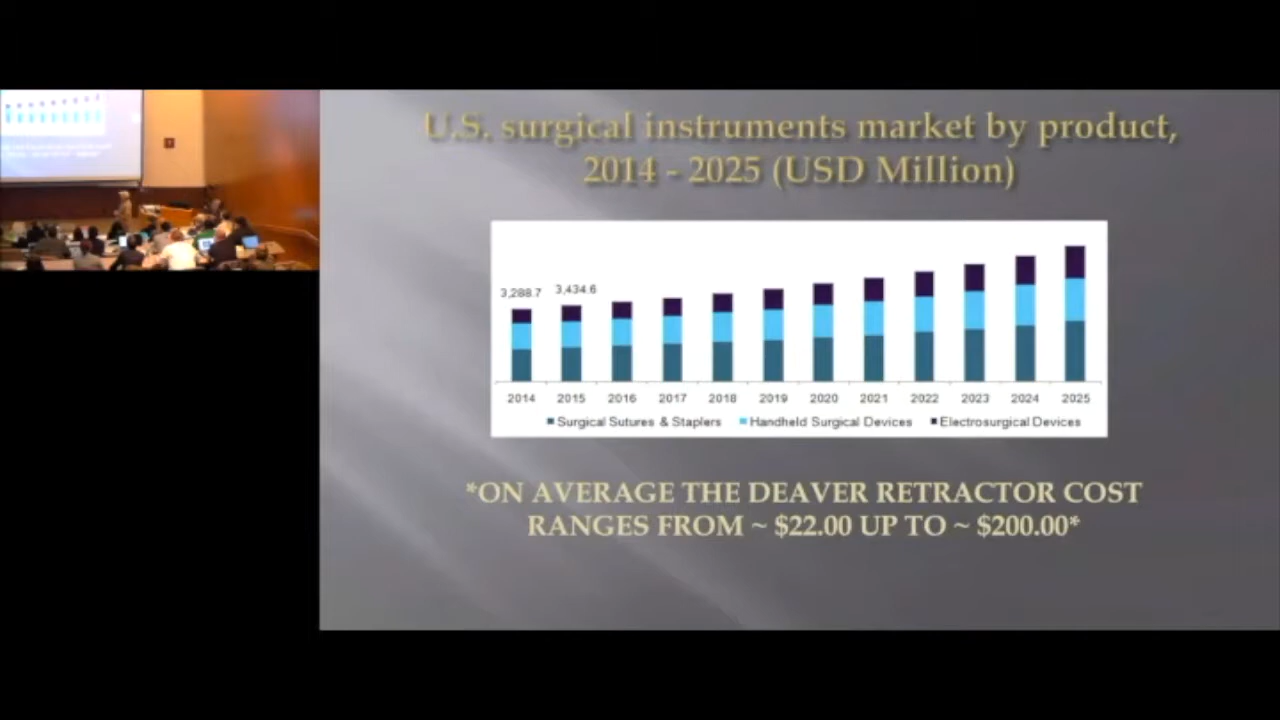 U.S. surgical instruments market by product,
2014 - 2025 (USD Million)
3,288.7 3,434.6
2014 2015 2016 2017 2018 2019 2020 2021 2022 2023 2024 2025
Surgical Sutures & Staplers Handheld Surgical Devices Electrosurgical Devices
*ON AVERAGE THE DEAVER RETRACTOR COST
RANGES FROM ~ $22.00 UP TO ~ $200.00*